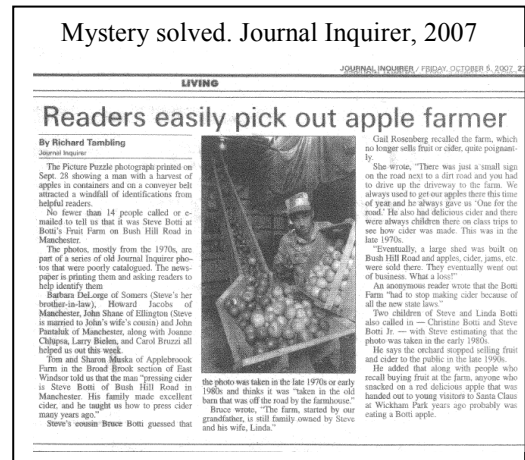 Mystery solved. Journal Inquirer, 2007
JOURNAL INQUIRER / FRIDAY, OCTOBER 5, 2007 27
LIVING
Readers easily pick out apple farmer
By Richard Tambling
Journal Inquirer
The Picture Puzzle photograph printed on
Sept. 28 showing a man with a harvest of
apples in containers and on a conveyer belt
attracted a windfall of identifications from
helpful readers.
No fewer than 14 people called or e-
mailed to tell us that it was Steve Botti at
Botti's Fruit Farm on Bush Hill Road in
Manchester.
The photos, mostly from the 1970s, are
part of a series of old Journal Inquirer pho-
tos that were poorly catalogued. The news-
paper is printing them and asking readers to
help identify them
Barbara DeLorge of Somers (Steve's her
brother-in-law), Howard Jacobs of
Manchester, John Shane of Ellington (Steve
is married to John's wife's cousin) and John
Pantaluk of Manchester, along with Joanne
Chlupsa, Larry Bielen, and Carol Bruzzi all
helped us out this week.
Tom and Sharon Muska of Applebroook
Farm in the Broad Brook section of East
Windsor told us that the man "pressing cider
is Steve Botti of Bush Hill Road in
Manchester. His family made excellent
cider, and he taught us how to press cider
many years ago."
Steve's cousin Bruce Botti guessed that
the photo was taken in the late 1970s or early
1980s and thinks it was "taken in the old
barn that was off the road by the farmhouse."
Bruce wrote, "The farm, started by our
grandfather, is still family owned by Steve
and his wife, Linda."
Gail Rosenberg recalled the farm, which
no longer sells fruit or cider, quite poignant-
ly.
She wrote, "There was just a small sign
on the road next to a dirt road and you had
to drive up the driveway to the farm. We
always used to get our apples there this time
of year and he always gave us 'One for the
road.' He also had delicious cider and there
were always children there on class trips to
see how cider was made. This was in the
late 1970s.
"Eventually, a large shed was built on
Bush Hill Road and apples, cider, jams, etc.
were sold there. They eventually went out
of business. What a loss!"
An anonymous reader wrote that the Botti
Farm "had to stop making cider because of
all the new state laws."
Two children of Steve and Linda Botti
also called in — Christine Botti and Steve
Botti Jr. — with Steve estimating that the
photo was taken in the early 1980s.
He says the orchard stopped selling fruit
and cider to the public in the late 1990s.
He added that along with people who
recall buying fruit at the farm, anyone who
snacked on a red delicious apple that was
handed out to young visitors to Santa Claus
at Wickham Park years ago probably was
eating a Botti apple.